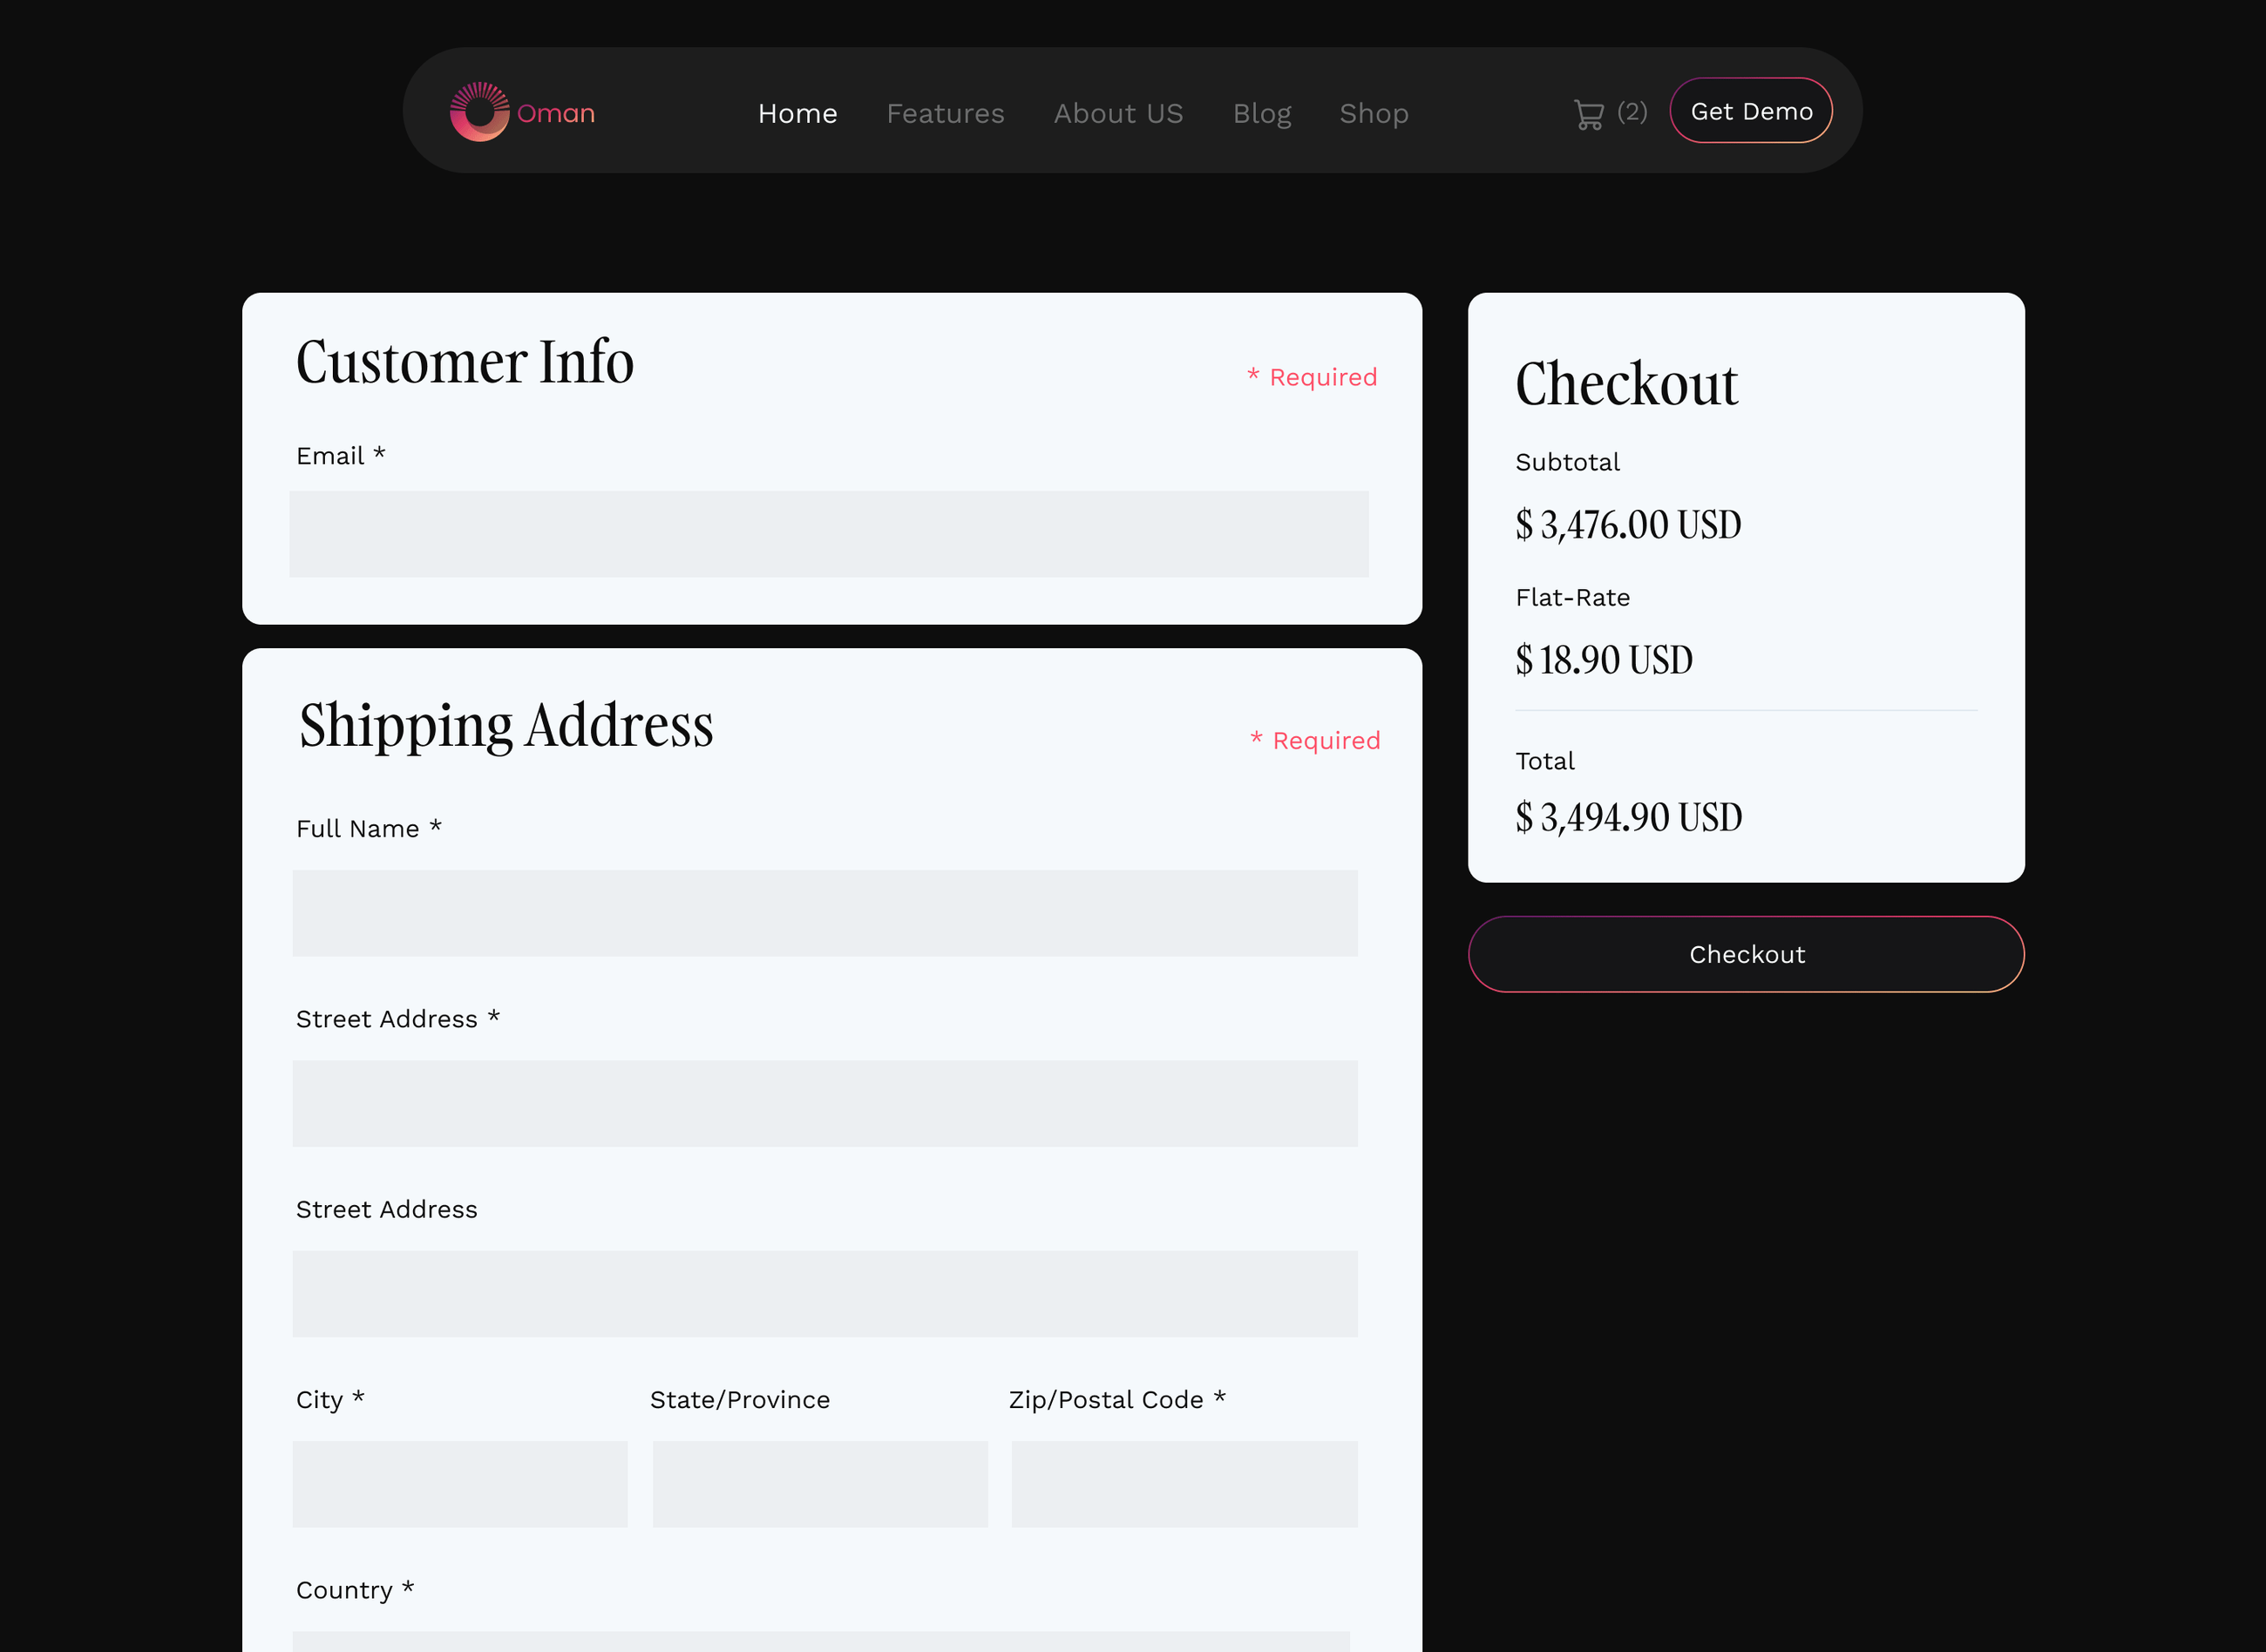 Oman
Home
Features
About US
Blog
Shop
(2)
Get Demo
Customer Info
* Required
Email *
Shipping Address
* Required
Full Name *
Street Address *
Street Address
City *
State/Province
Zip/Postal Code *
Country *
Checkout
Subtotal
$ 3,476.00 USD
Flat-Rate
$ 18.90 USD
Total
$ 3,494.90 USD
Checkout